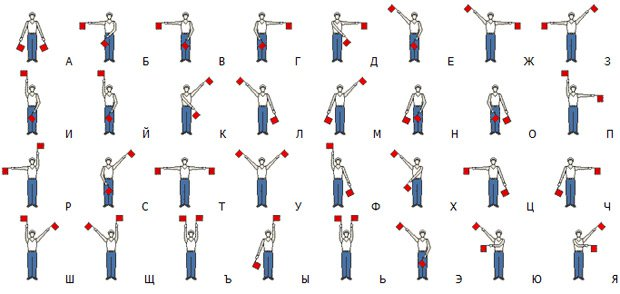 А Б В Г Д Е Ж З
И Й К Л М Н О П
Р С Т У Ф Х Ц Ч
Ш Щ Ъ Ы Ь Э Ю Я